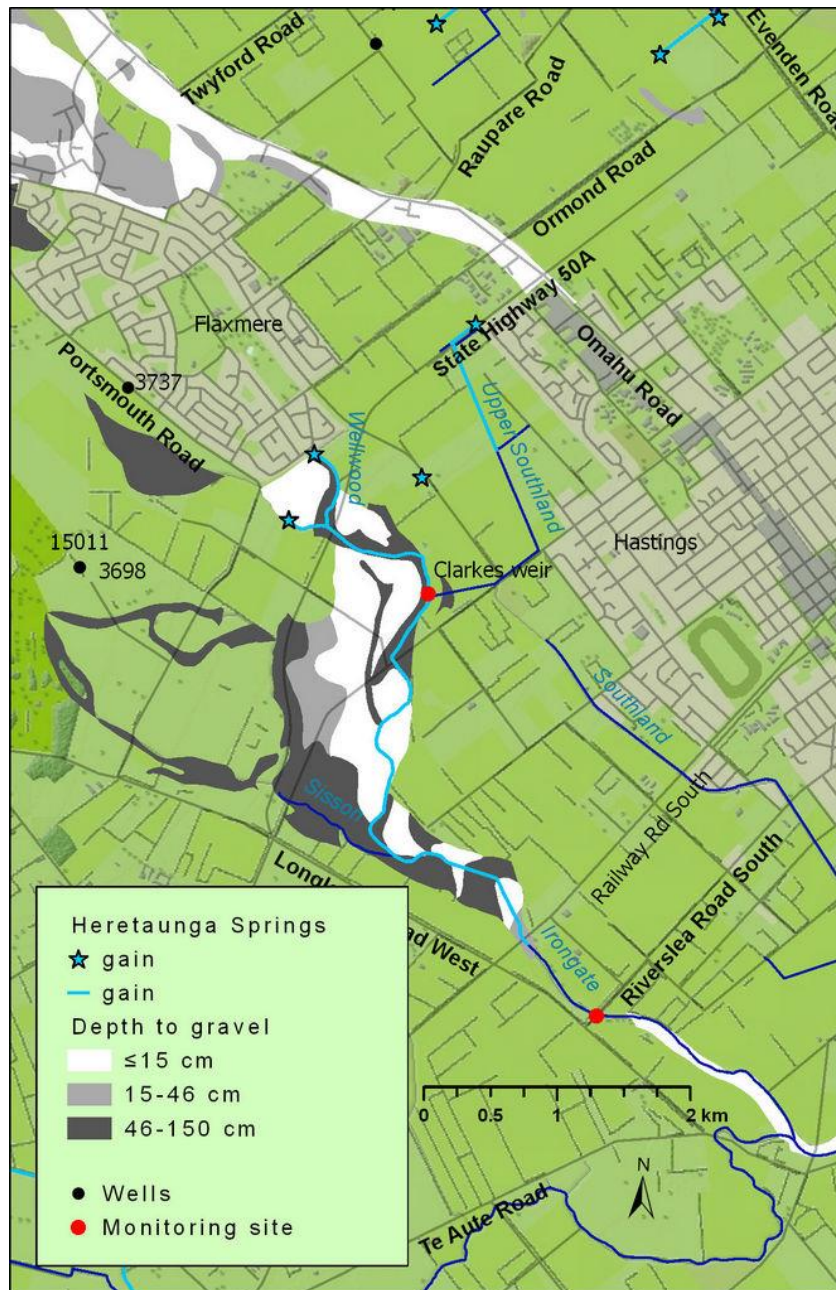 Twyford Road
Raupare Road
Evenden Road
Ormond Road
State Highway 50A
Omahu Road
Flaxmere
3737
Portsmouth Road
Wellwood
Upper Southland
Hastings
15011
3698
Clarkes weir
Southland
Sisson
Railway Rd South
Riverslea Road South
Irongate
West
Te Aute Road
Heretaunga Springs
gain
gain
Depth to gravel
≤15 cm
15-46 cm
46-150 cm
Wells
Monitoring site
0 0.5 1 2 km
N